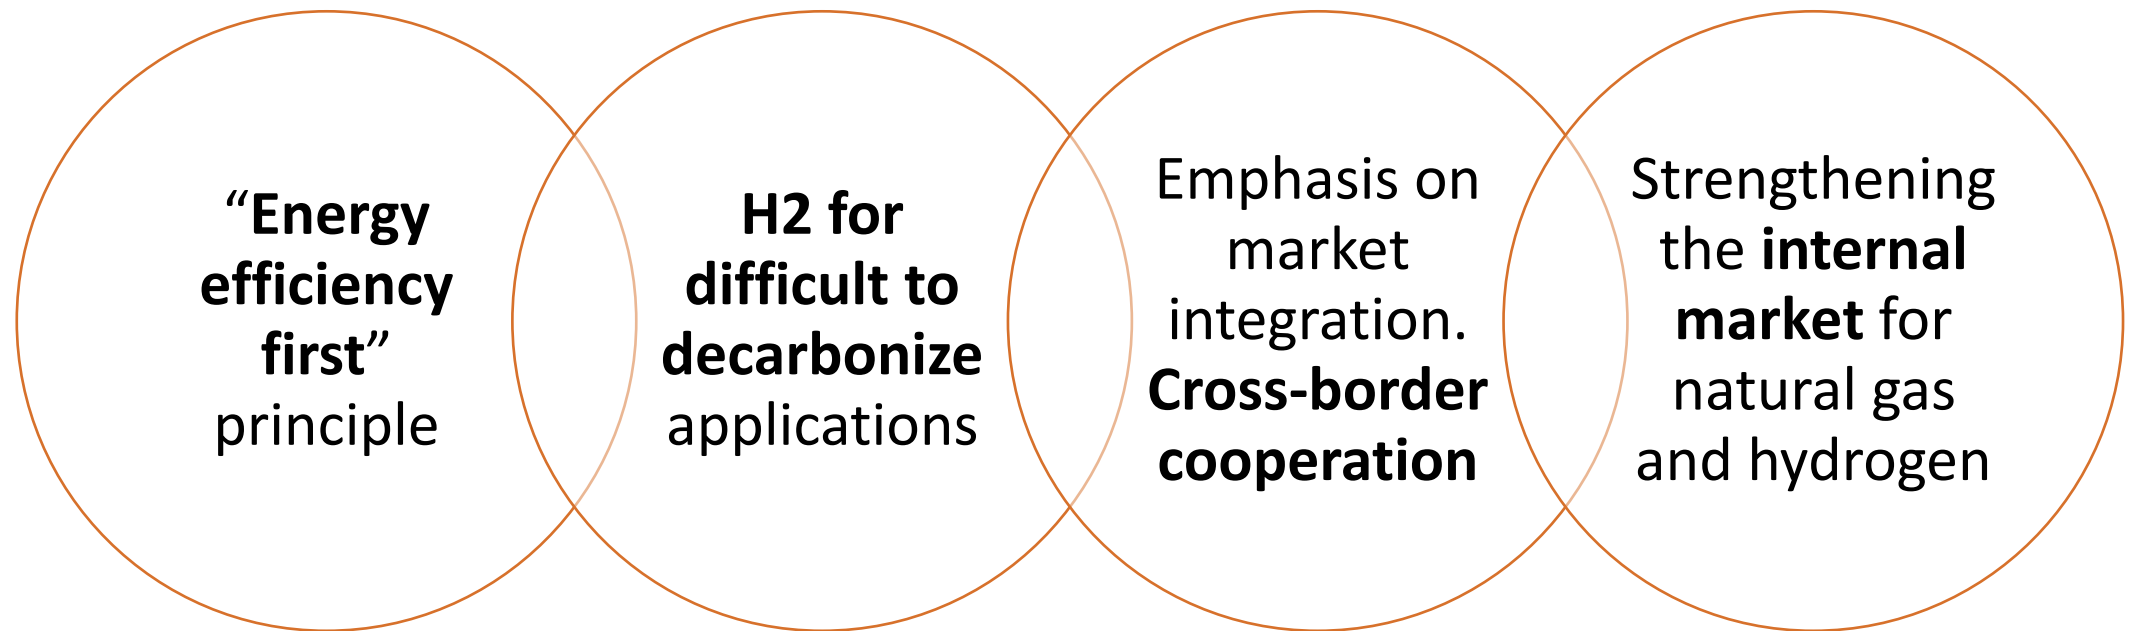 “Energy
efficiency
first”
principle
H2 for
difficult to
decarbonize
applications
Emphasis on
market
integration.
Cross-border
cooperation
Strengthening
the internal
market for
natural gas
and hydrogen